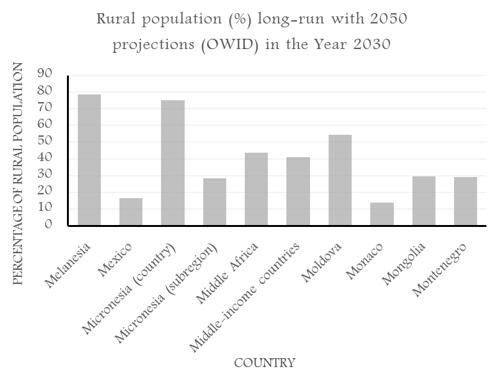 Rural population (%) long-run with 2050
projections (OWID) in the Year 2030
PERCENTAGE OF RURAL POPULATION
90
80
70
60
50
40
30
20
10
0
Melanesia
Mexico
Micronesia (country)
Micronesia (subregion)
Middle Africa
Middle-income countries
Moldova
Monaco
Mongolia
Montenegro
COUNTRY